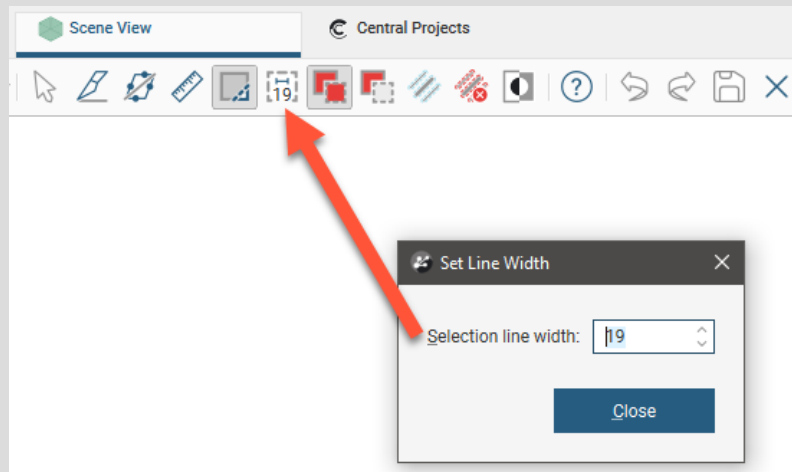 Scene View
Central Projects
19
Set Line Width
Selection line width: 19
Close